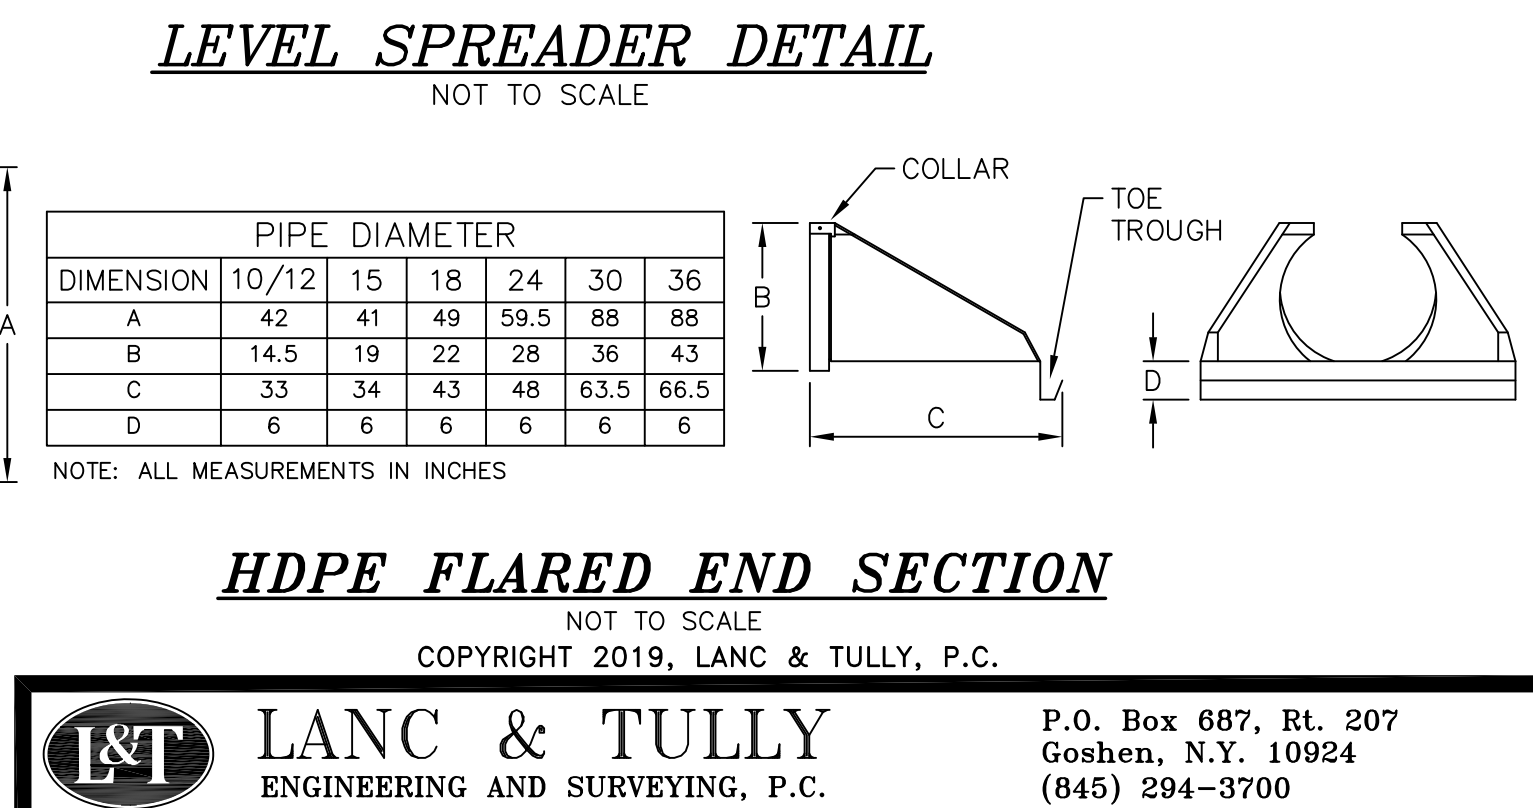 LEVEL SPREADER DETAIL
NOT TO SCALE
A
PIPE DIAMETER
DIMENSION 10/12 15 18 24 30 36
A 42 41 49 59.5 88 88
B 14.5 19 22 28 36 43
C 33 34 43 48 63.5 66.5
D 6 6 6 6 6 6
NOTE: ALL MEASUREMENTS IN INCHES
COLLAR
TOE
TROUGH
B
C
D
HDPE FLARED END SECTION
NOT TO SCALE
COPYRIGHT 2019, LANC & TULLY, P.C.
L&T
LANC & TULLY
ENGINEERING AND SURVEYING, P.C.
P.O. Box 687, Rt. 207
Goshen, N.Y. 10924
(845) 294-3700